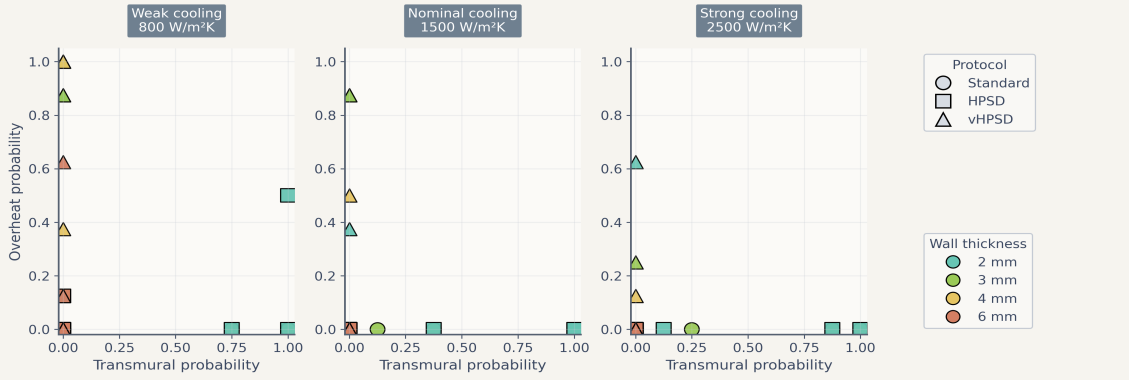 Weak cooling
800 W/m²K
Nominal cooling
1500 W/m²K
Strong cooling
2500 W/m²K
Overheat probability
1.0
0.8
0.6
0.4
0.2
0.0
0.00 0.25 0.50 0.75 1.00
Transmural probability
1.0
0.8
0.6
0.4
0.2
0.0
0.00 0.25 0.50 0.75 1.00
Transmural probability
1.0
0.8
0.6
0.4
0.2
0.0
0.00 0.25 0.50 0.75 1.00
Transmural probability
Protocol
Standard
HPSD
vHPSD
Wall thickness
2 mm
3 mm
4 mm
6 mm